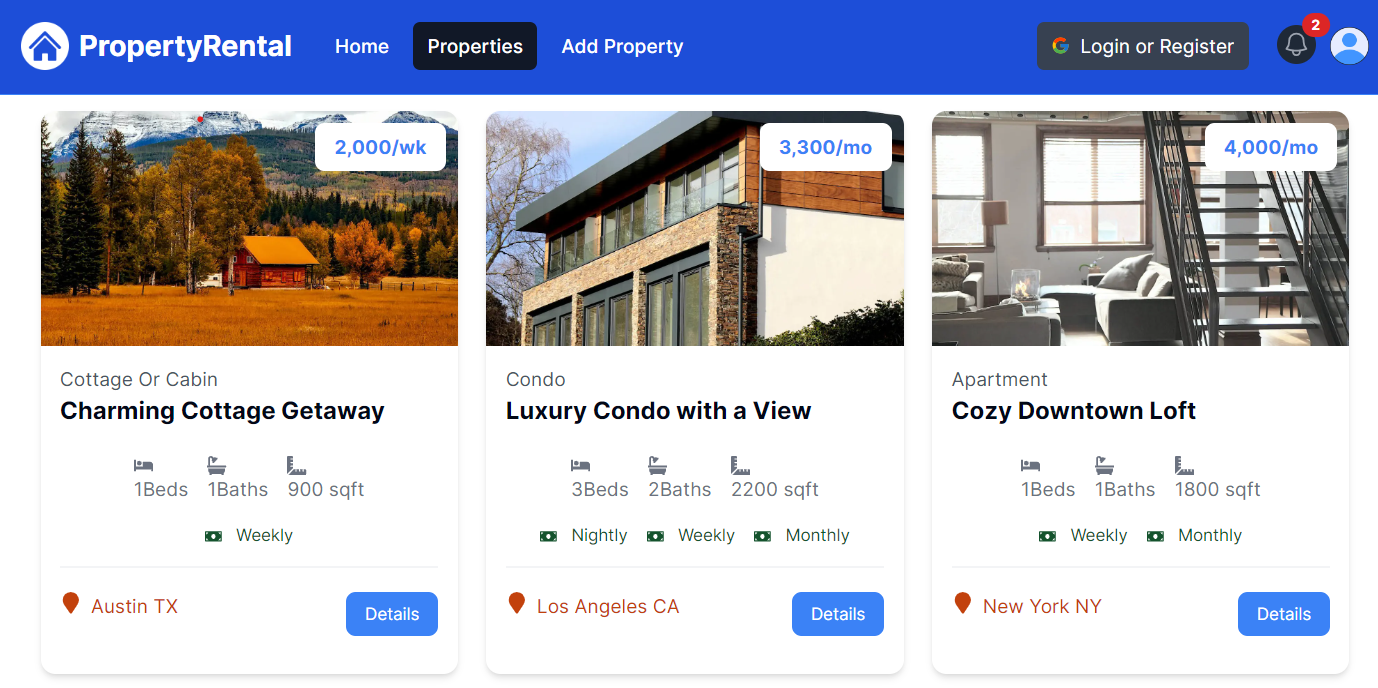 PropertyRental Home Properties Add Property Login or Register 2
2,000/wk
Cottage Or Cabin
Charming Cottage Getaway
1Beds 1Baths 900 sqft
Weekly
Austin TX Details
3,300/mo
Condo
Luxury Condo with a View
3Beds 2Baths 2200 sqft
Nightly Weekly Monthly
Los Angeles CA Details
4,000/mo
Apartment
Cozy Downtown Loft
1Beds 1Baths 1800 sqft
Weekly Monthly
New York NY Details